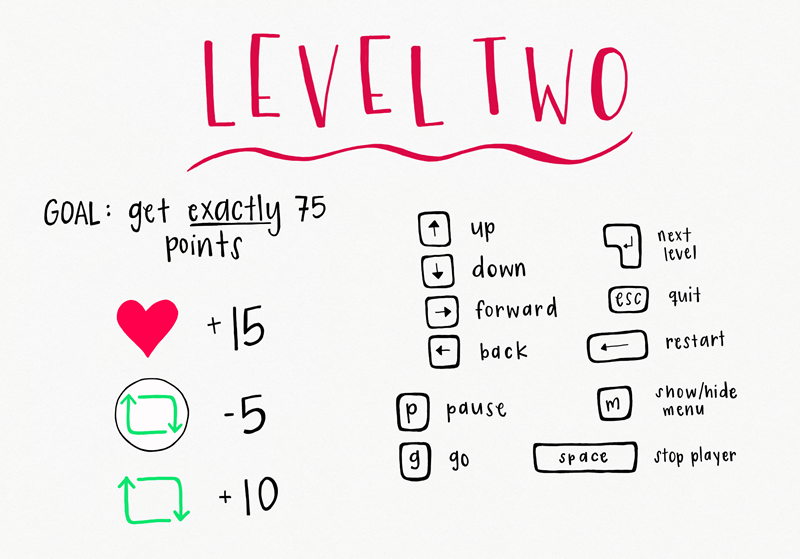 LEVEL TWO
GOAL: get exactly 75
points
+15
-5
+10
up
down
forward
back
p pause
g go
next
level
esc quit
restart
m show/hide
menu
space stop player